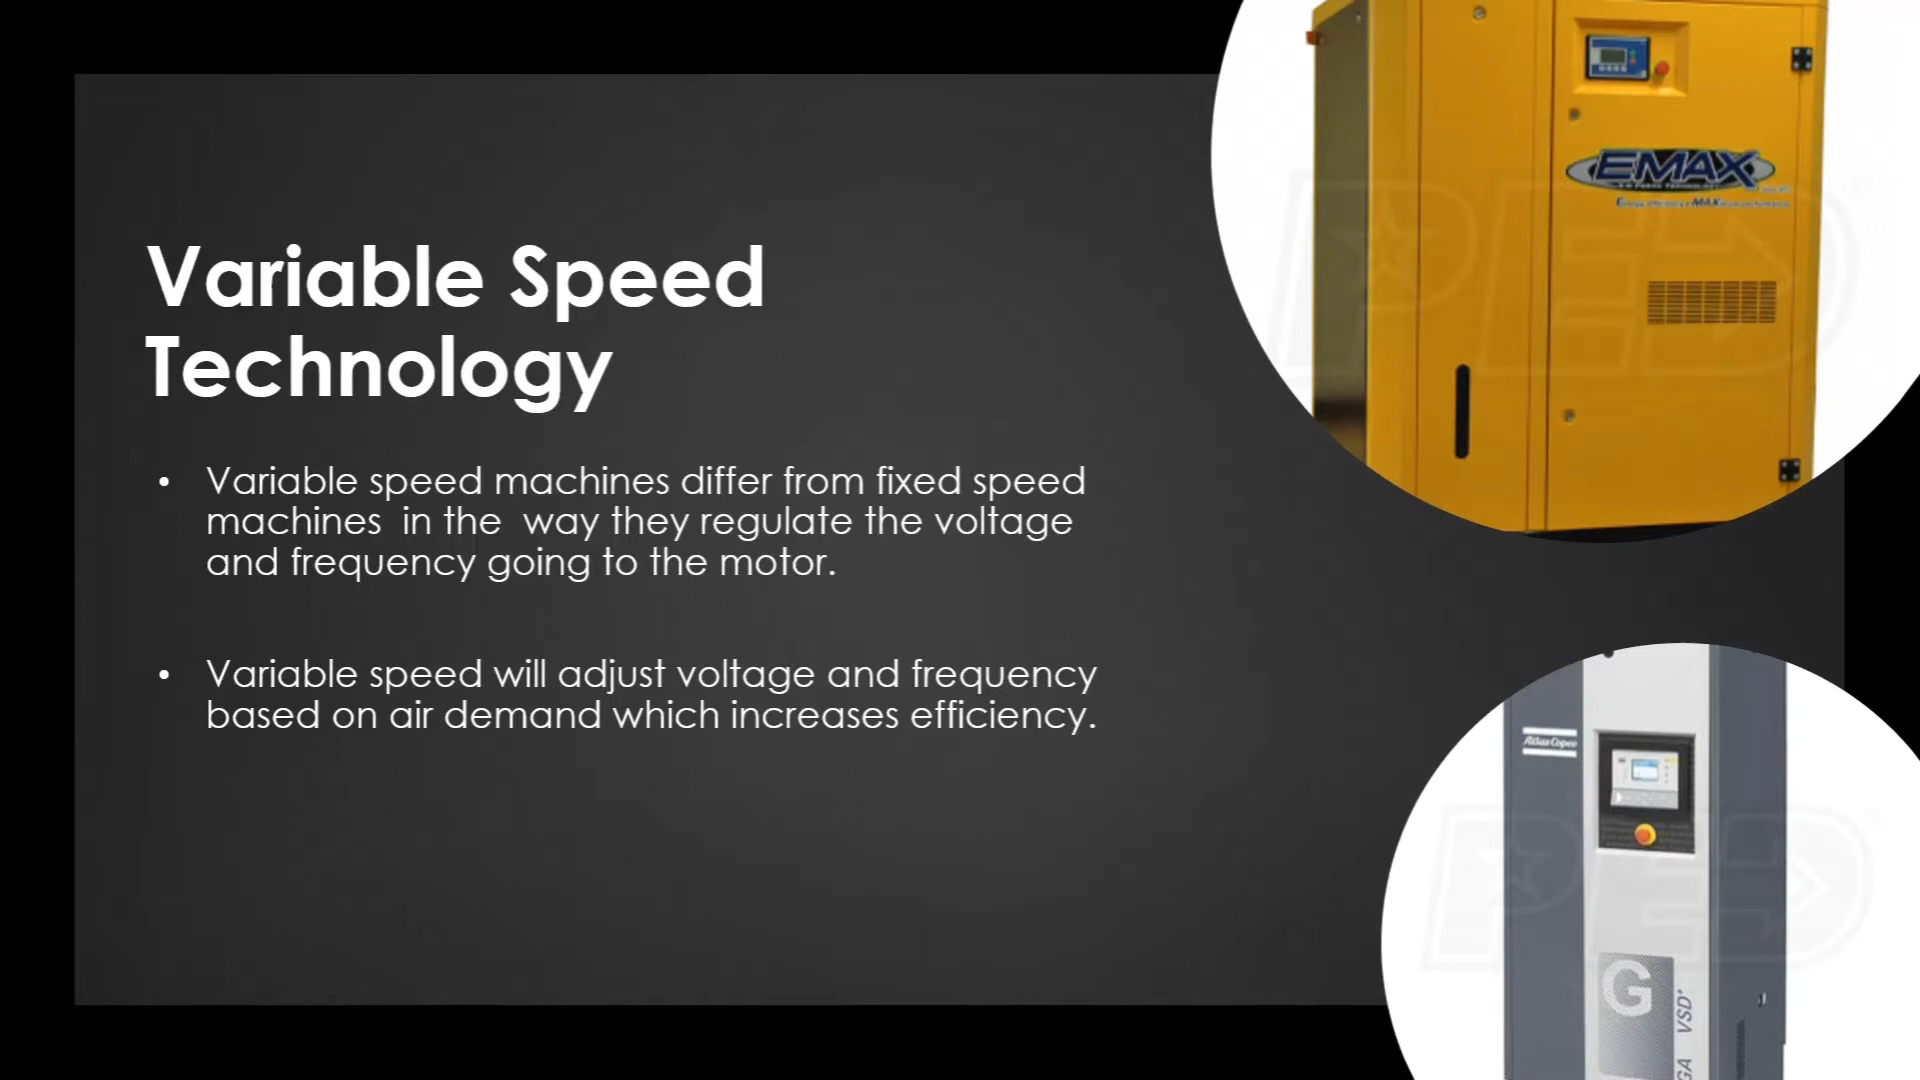 Variable Speed
Technology
• Variable speed machines differ from fixed speed
machines in the way they regulate the voltage
and frequency going to the motor.
• Variable speed will adjust voltage and frequency
based on air demand which increases efficiency.
EMAX
PED
Atlas Copco
PED
G
GA VSD+